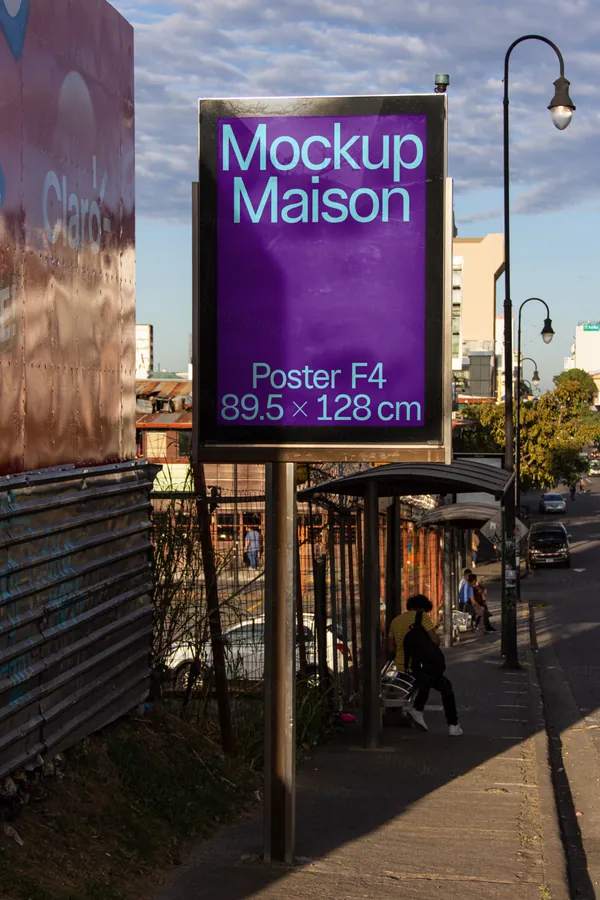 Mockup
Maison
Poster F4
89.5 × 128 cm
Claro
E!